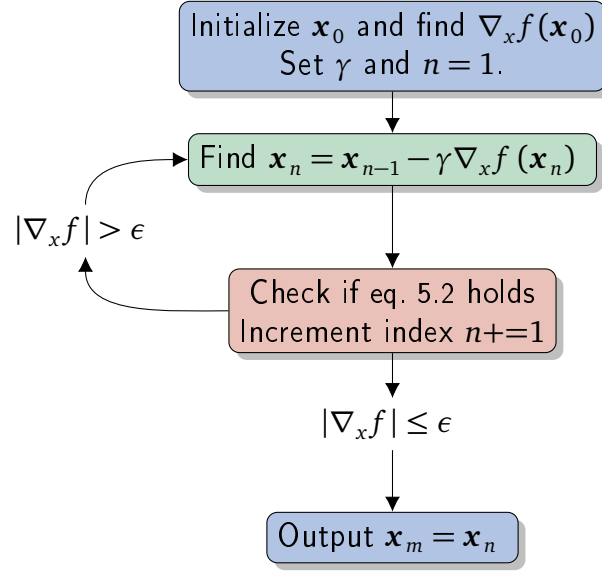 Initialize 𝒙₀ and find ∇ₓf(𝒙₀)
Set γ and n = 1.
Find 𝒙ₙ = 𝒙ₙ₋₁ − γ∇ₓf (𝒙ₙ)
|∇ₓf| > ϵ
Check if eq. 5.2 holds
Increment index n+=1
|∇ₓf| ≤ ϵ
Output 𝒙ₘ = 𝒙ₙ